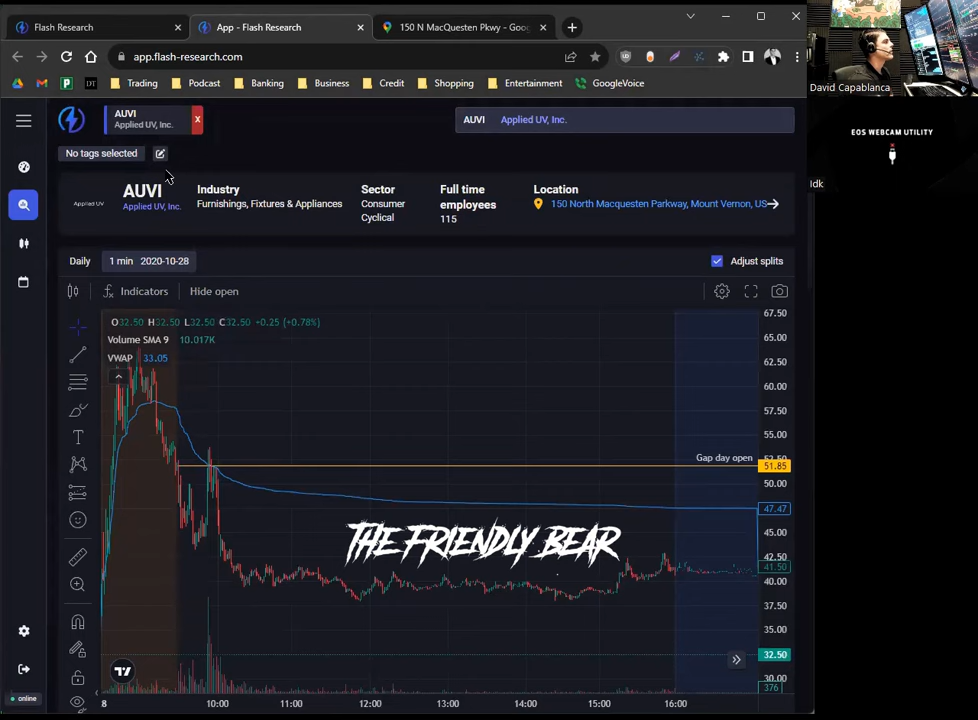 Flash Research
App - Flash Research
150 N MacQuesten Pkwy - Goo
app.flash-research.com
Trading
Podcast
Banking
Business
Credit
Shopping
Entertainment
GoogleVoice
David Capablanca
EOS WEBCAM UTILITY
Idk
AUVI
Applied UV, Inc.
X
AUVI Applied UV, Inc.
No tags selected
Applied UV
AUVI
Applied UV, Inc.
Industry
Furnishings, Fixtures & Appliances
Sector
Consumer
Cyclical
Full time
employees
115
Location
150 North Macquesten Parkway, Mount Vernon, US
Daily
1 min 2020-10-28
Adjust splits
Indicators
Hide open
O32.50 H32.50 L32.50 C32.50 +0.25 (+0.78%)
Volume SMA 9 10.017K
VWAP 33.05
67.50
65.00
62.50
60.00
57.50
55.00
Gap day open
51.85
50.00
47.47
45.00
42.50
41.50
40.00
37.50
35.00
32.50
376
THE FRIENDLY BEAR
8
10:00
11:00
12:00
13:00
14:00
15:00
16:00
online